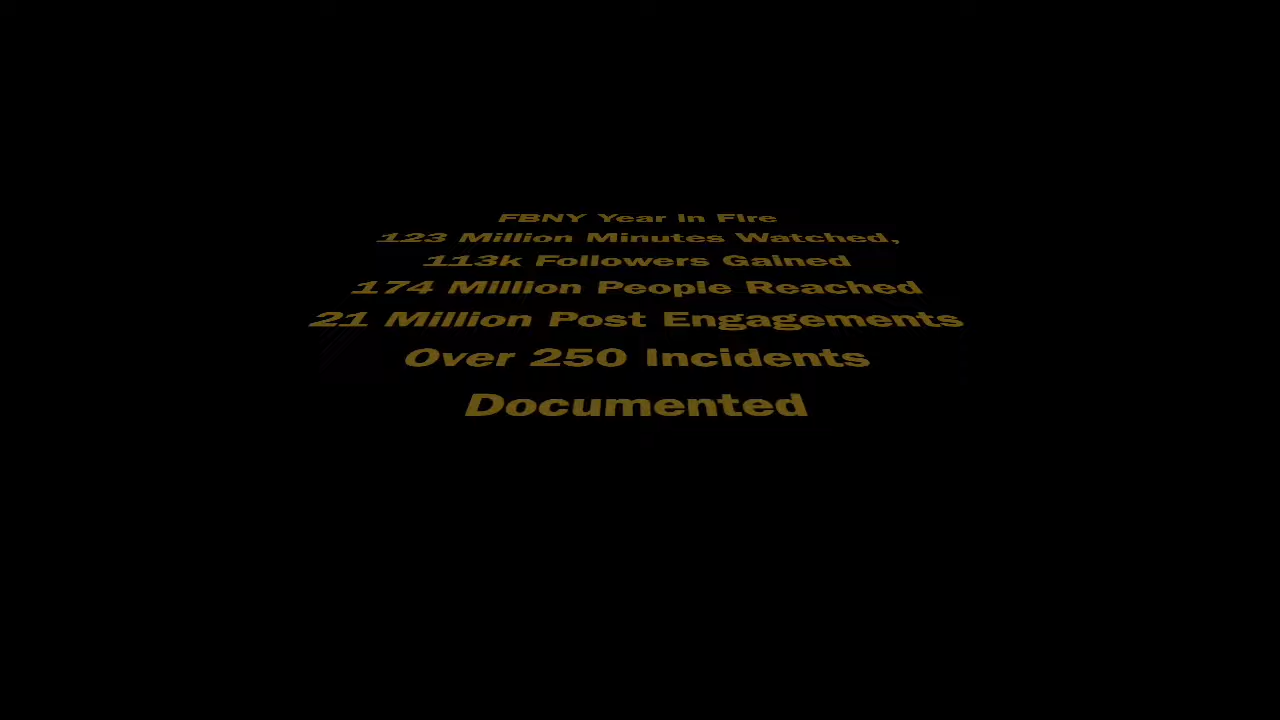 FBNY Year In Fire
123 Million Minutes Watched,
113k Followers Gained
174 Million People Reached
21 Million Post Engagements
Over 250 Incidents
Documented